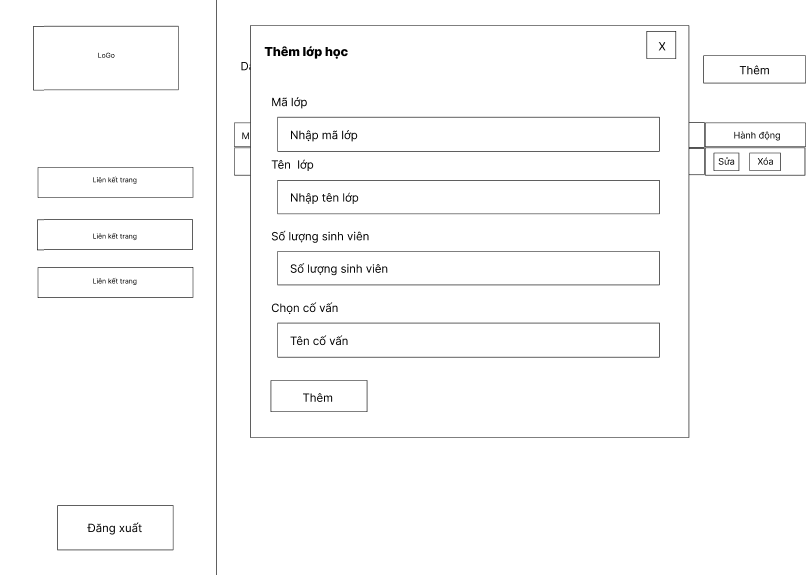 LoGo
Liên kết trang
Liên kết trang
Liên kết trang
Đăng xuất
Thêm lớp học
X
Mã lớp
Nhập mã lớp
Tên lớp
Nhập tên lớp
Số lượng sinh viên
Số lượng sinh viên
Chọn cố vấn
Tên cố vấn
Thêm
Thêm
Hành động
Sửa
Xóa